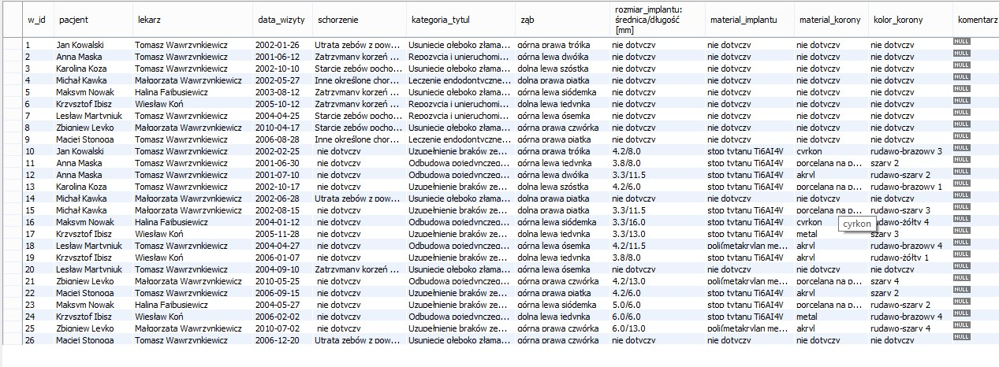 w_id pacjent lekarz data_wizyty schorzenie kategoria_tytul ząb rozmiar_implantu: średnica/długość [mm] material_implantu material_korony kolor_korony komentarz
1 Jan Kowalski Tomasz Wawrzynkiewicz 2002-01-26 Utrata zębów z pow... Usunięcie głęboko złama... górna prawa trójka nie dotyczy nie dotyczy nie dotyczy nie dotyczy NULL
2 Anna Maska Tomasz Wawrzynkiewicz 2001-06-12 Zatrzymany korzeń ... Repozycja i unieruchomi... górna lewa dwójka nie dotyczy nie dotyczy nie dotyczy nie dotyczy NULL
3 Karolina Koza Tomasz Wawrzynkiewicz 2002-10-10 Starcie zębów pocho... Usunięcie głęboko złama... dolna lewa szóstka nie dotyczy nie dotyczy nie dotyczy nie dotyczy NULL
4 Michał Kawka Małgorzata Wawrzynkiewicz 2002-05-27 Inne określone chor... Leczenie endodontyczne... dolna prawa piątka nie dotyczy nie dotyczy nie dotyczy nie dotyczy NULL
5 Maksym Nowak Halina Fajbusiewicz 2003-08-12 Zatrzymany korzeń ... Usunięcie głęboko złama... górna lewa siódemka nie dotyczy nie dotyczy nie dotyczy nie dotyczy NULL
6 Krzysztof Ibisz Wiesław Koń 2005-10-12 Zatrzymany korzeń ... Repozycja i unieruchomi... dolna lewa jedynka nie dotyczy nie dotyczy nie dotyczy nie dotyczy NULL
7 Lesław Martyniuk Tomasz Wawrzynkiewicz 2004-04-25 Starcie zębów pocho... Repozycja i unieruchomi... górna lewa ósemka nie dotyczy nie dotyczy nie dotyczy nie dotyczy NULL
8 Zbigniew Levko Małgorzata Wawrzynkiewicz 2010-04-17 Starcie zębów pocho... Usunięcie głęboko złama... górna prawa czwórka nie dotyczy nie dotyczy nie dotyczy nie dotyczy NULL
9 Maciej Stonoga Tomasz Wawrzynkiewicz 2006-08-28 Inne określone chor... Leczenie endodontyczne... górna prawa piątka nie dotyczy nie dotyczy nie dotyczy nie dotyczy NULL
10 Jan Kowalski Tomasz Wawrzynkiewicz 2002-02-25 nie dotyczy Uzupełnienie braków zę... górna prawa trójka 4.2/8.0 stop tytanu Ti6Al4V cyrkon rudawo-brązowy 3 NULL
11 Anna Maska Tomasz Wawrzynkiewicz 2001-06-30 nie dotyczy Odbudowa pojedynczeg... górna lewa jedynka 3.8/8.0 stop tytanu Ti6Al4V porcelana na p... szary 2 NULL
12 Anna Maska Tomasz Wawrzynkiewicz 2001-07-10 nie dotyczy Odbudowa pojedynczeg... górna lewa dwójka 3.3/11.5 stop tytanu Ti6Al4V akryl rudawo-szary 2 NULL
13 Karolina Koza Tomasz Wawrzynkiewicz 2002-10-17 nie dotyczy Uzupełnienie braków zę... dolna lewa szóstka 4.2/6.0 stop tytanu Ti6Al4V porcelana na p... rudawo-brązowy 1 NULL
14 Michał Kawka Małgorzata Wawrzynkiewicz 2002-06-28 Utrata zębów z pow... Usunięcie głęboko złama... dolna prawa piątka nie dotyczy nie dotyczy nie dotyczy nie dotyczy NULL
15 Michał Kawka Małgorzata Wawrzynkiewicz 2002-08-15 nie dotyczy Uzupełnienie braków zę... dolna prawa piątka 3.3/11.5 stop tytanu Ti6Al4V porcelana na p... rudawo-szary 3 NULL
16 Maksym Nowak Halina Fajbusiewicz 2004-01-12 nie dotyczy Odbudowa pojedynczeg... górna lewa siódemka 3.3/16.0 stop tytanu Ti6Al4V cyrkon cyrkon dawo-żółty 4 NULL
17 Krzysztof Ibisz Wiesław Koń 2005-11-28 nie dotyczy Uzupełnienie braków zę... dolna lewa jedynka 3.3/13.0 stop tytanu Ti6Al4V metal szary 3 NULL
18 Lesław Martyniuk Tomasz Wawrzynkiewicz 2004-04-27 nie dotyczy Odbudowa pojedynczeg... górna lewa ósemka 4.2/11.5 poli(metakrylan me... akryl rudawo-brązowy 4 NULL
19 Krzysztof Ibisz Wiesław Koń 2006-01-07 nie dotyczy Uzupełnienie braków zę... dolna lewa jedynka 3.8/8.0 stop tytanu Ti6Al4V akryl rudawo-żółty 1 NULL
20 Lesław Martyniuk Tomasz Wawrzynkiewicz 2004-09-10 Zatrzymany korzeń ... Usunięcie głęboko złama... górna lewa ósemka nie dotyczy nie dotyczy nie dotyczy nie dotyczy NULL
21 Zbigniew Levko Małgorzata Wawrzynkiewicz 2010-05-25 nie dotyczy Odbudowa pojedynczeg... górna prawa czwórka 4.2/13.0 poli(metakrylan me... porcelana na p... szary 4 NULL
22 Maciej Stonoga Tomasz Wawrzynkiewicz 2006-09-15 nie dotyczy Odbudowa pojedynczeg... górna prawa piątka 4.2/6.0 stop tytanu Ti6Al4V akryl szary 2 NULL
23 Maksym Nowak Halina Fajbusiewicz 2004-05-27 nie dotyczy Uzupełnienie braków zę... górna lewa siódemka 5.0/6.0 stop tytanu Ti6Al4V porcelana na p... rudawo-szary 2 NULL
24 Krzysztof Ibisz Wiesław Koń 2006-02-02 nie dotyczy Uzupełnienie braków zę... dolna lewa jedynka 6.0/6.0 stop tytanu Ti6Al4V metal rudawo-brązowy 4 NULL
25 Zbigniew Levko Małgorzata Wawrzynkiewicz 2010-07-02 nie dotyczy Uzupełnienie braków zę... górna prawa czwórka 6.0/13.0 poli(metakrylan me... akryl rudawo-szary 4 NULL
26 Maciej Stonoga Tomasz Wawrzynkiewicz 2006-12-20 Utrata zębów z pow... Usunięcie głęboko złama... górna prawa czwórka nie dotyczy nie dotyczy nie dotyczy nie dotyczy NULL